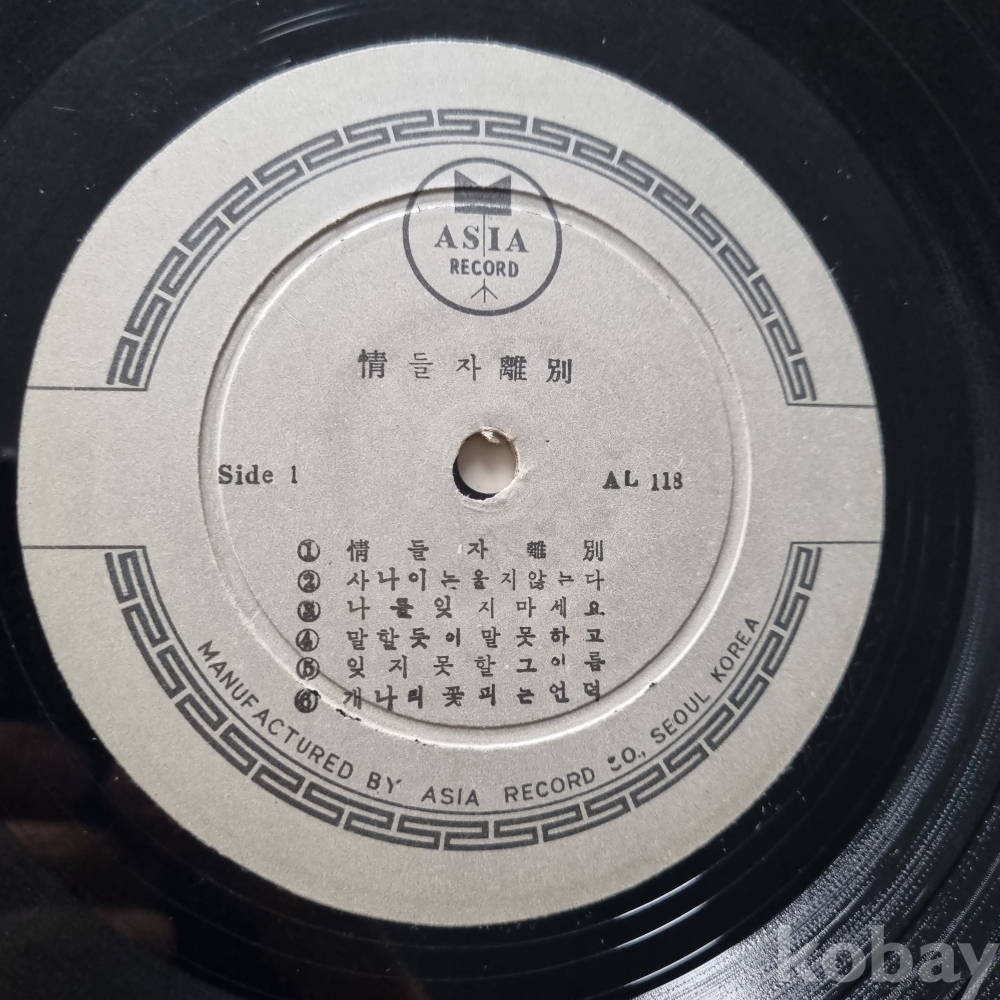 ASIA
RECORD
情들자離別
Side 1
AL 118
① 情들자離別
② 사나이는울지않는다
③ 나를잊지마세요
④ 말할듯이말못하고
⑤ 잊지못할그이름
⑥ 개나리꽃피는언덕
MANUFACTURED BY ASIA RECORD CO., SEOUL KOREA
kobay